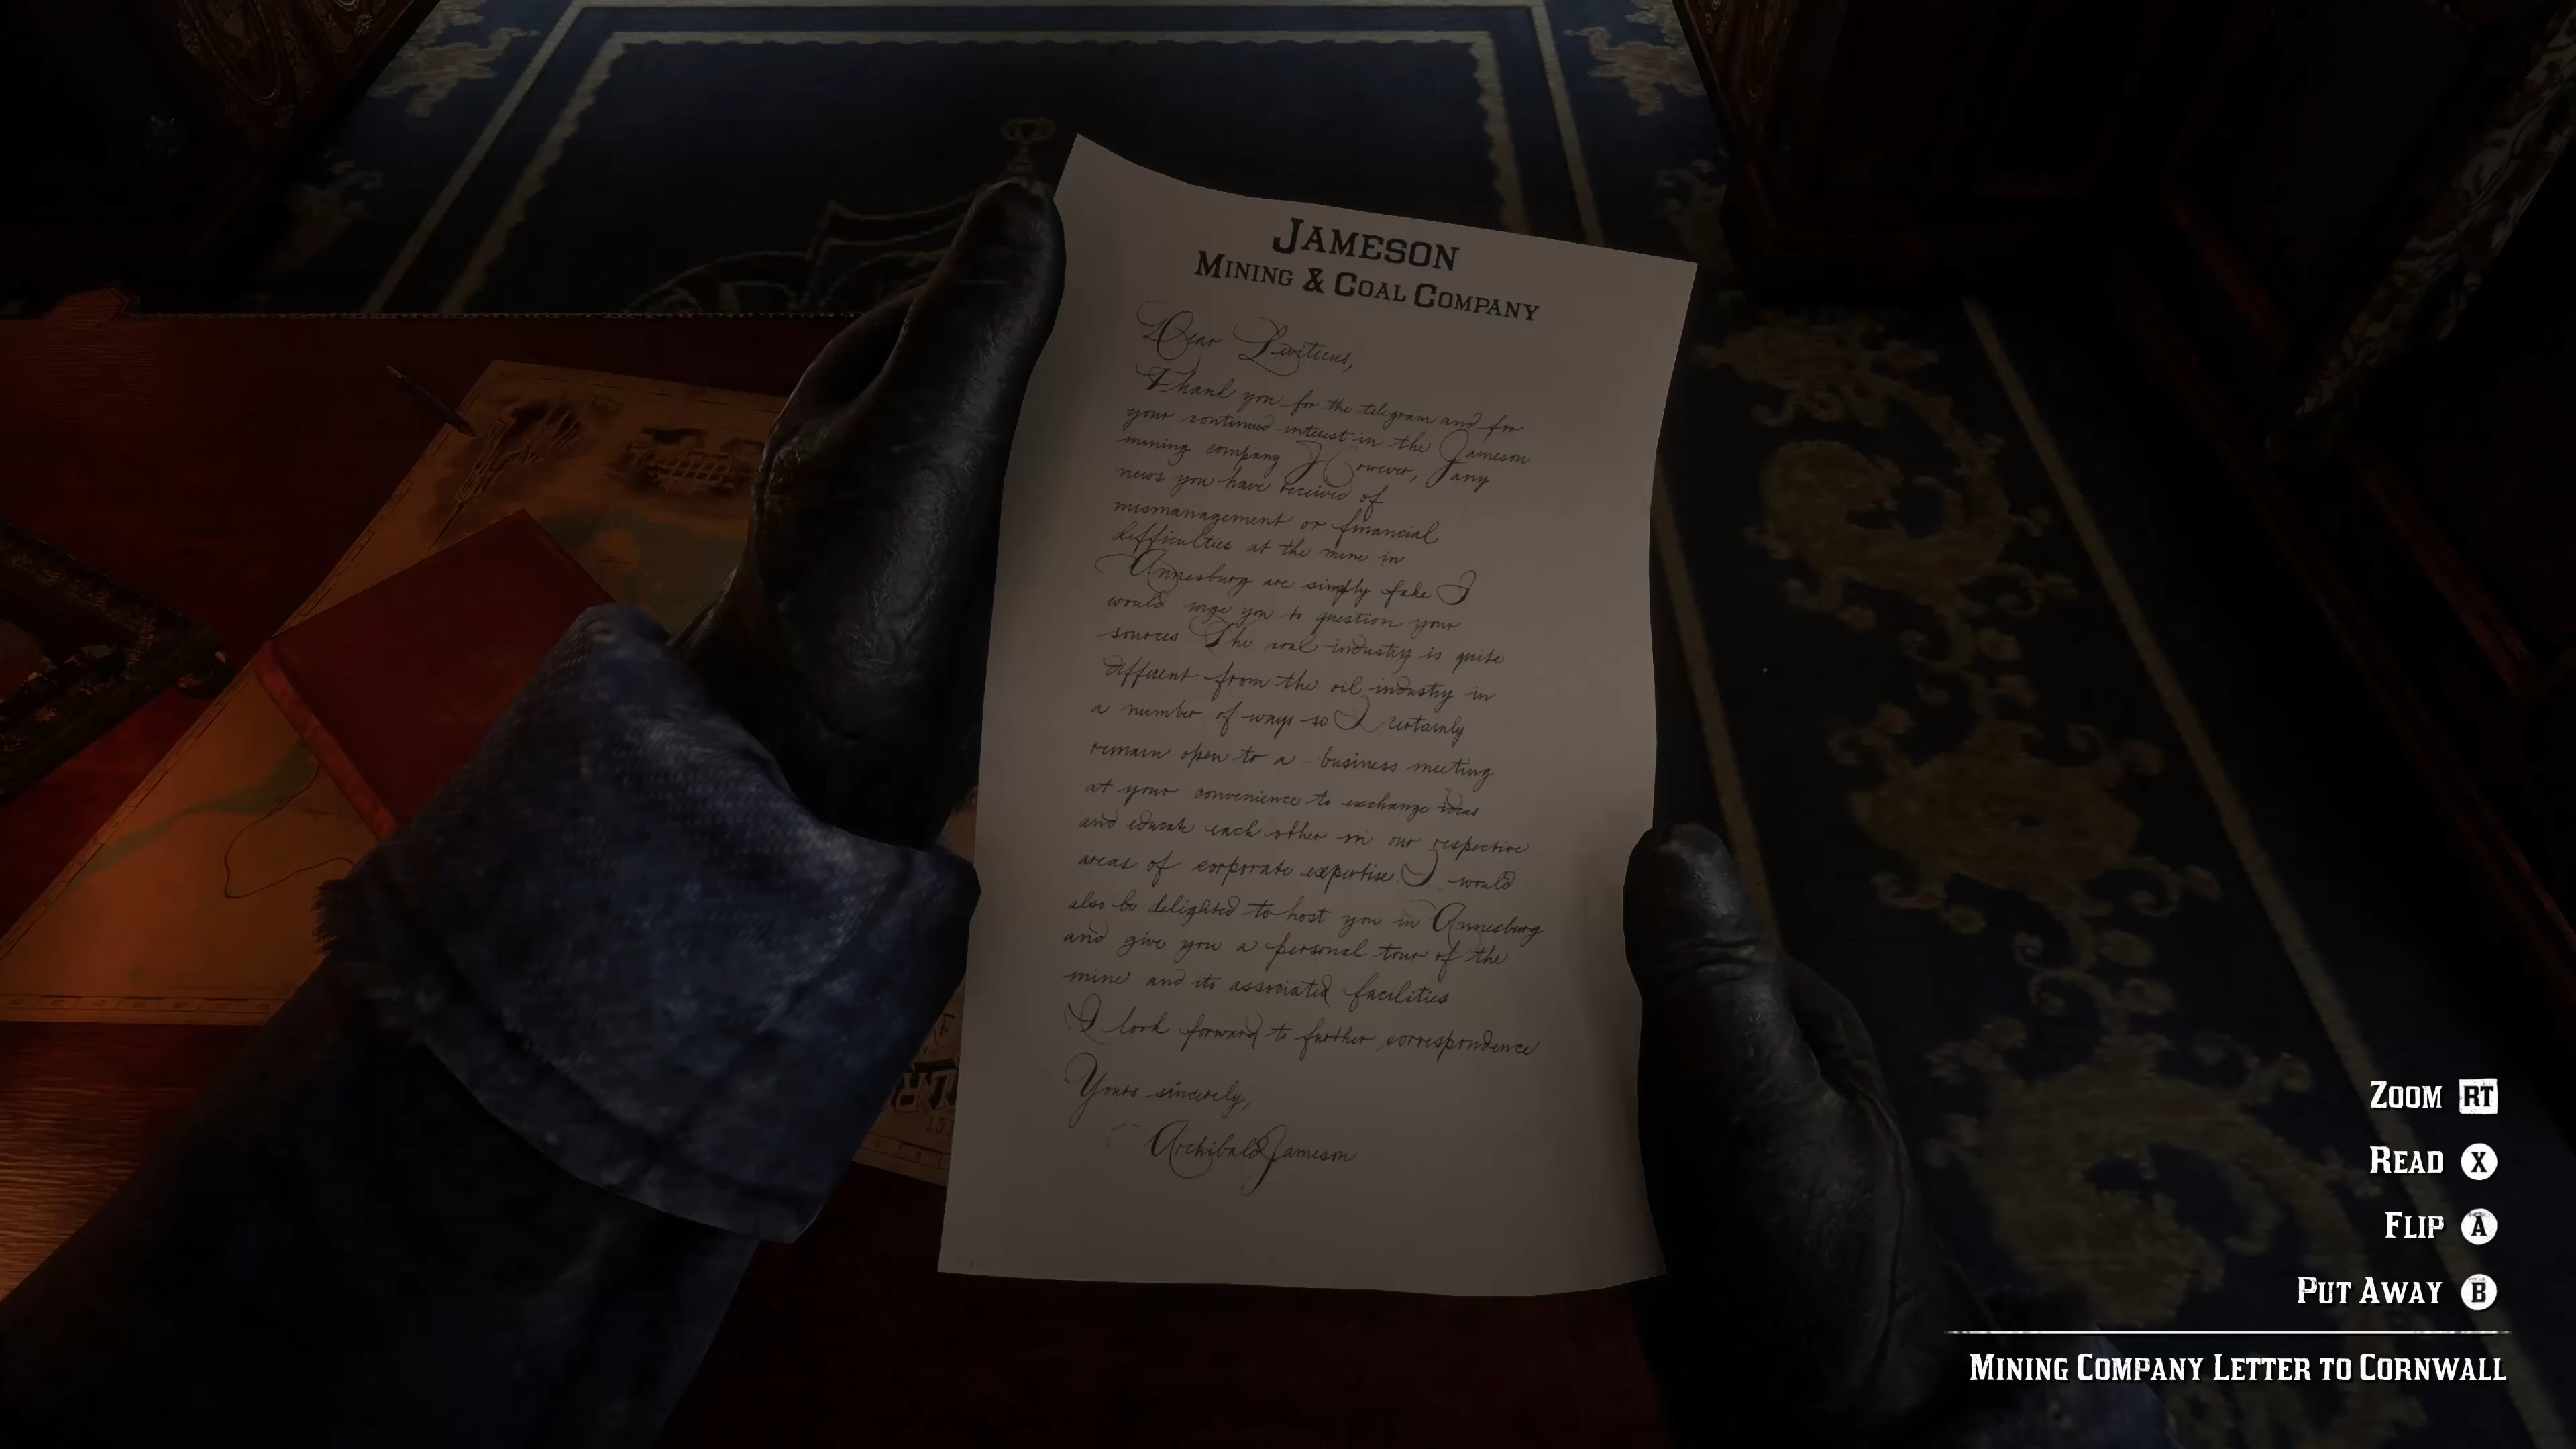 JAMESON
MINING & COAL COMPANY
Dear Leviticus,
Thank you for the telegram and for
your continued interest in the Jameson
mining company However, any
news you have received of
mismanagement or financial
difficulties at the mine in
Annesburg are simply fake I
would urge you to question your
sources The coal industry is quite
different from the oil industry in
a number of ways so I certainly
remain open to a business meeting
at your convenience to exchange ideas
and educate each other on our respective
areas of corporate expertise. I would
also be delighted to host you in Annesburg
and give you a personal tour of the
mine and its associated facilities
I look forward to further correspondence
Yours sincerely,
Archibald Jameson
ZOOM RT
READ X
FLIP A
PUT AWAY B
MINING COMPANY LETTER TO CORNWALL